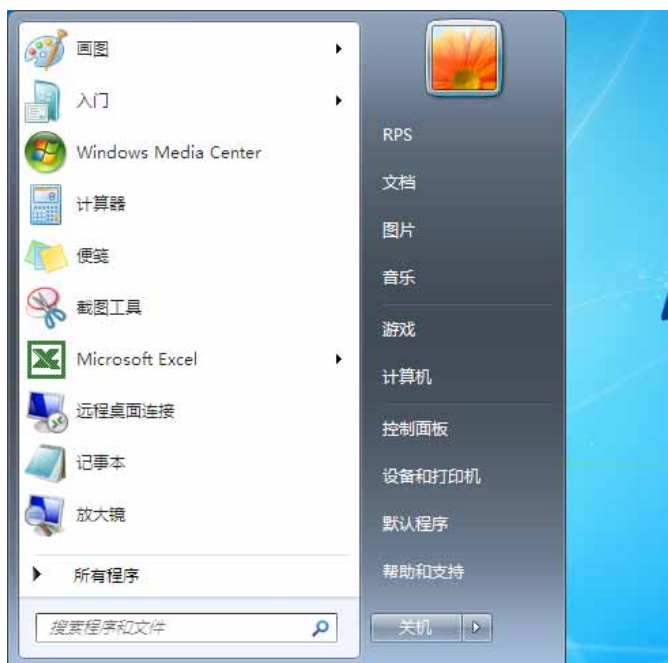 画图
入门
Windows Media Center
计算器
便笺
截图工具
Microsoft Excel
远程桌面连接
记事本
放大镜
所有程序
搜索程序和文件
RPS
文档
图片
音乐
游戏
计算机
控制面板
设备和打印机
默认程序
帮助和支持
关机